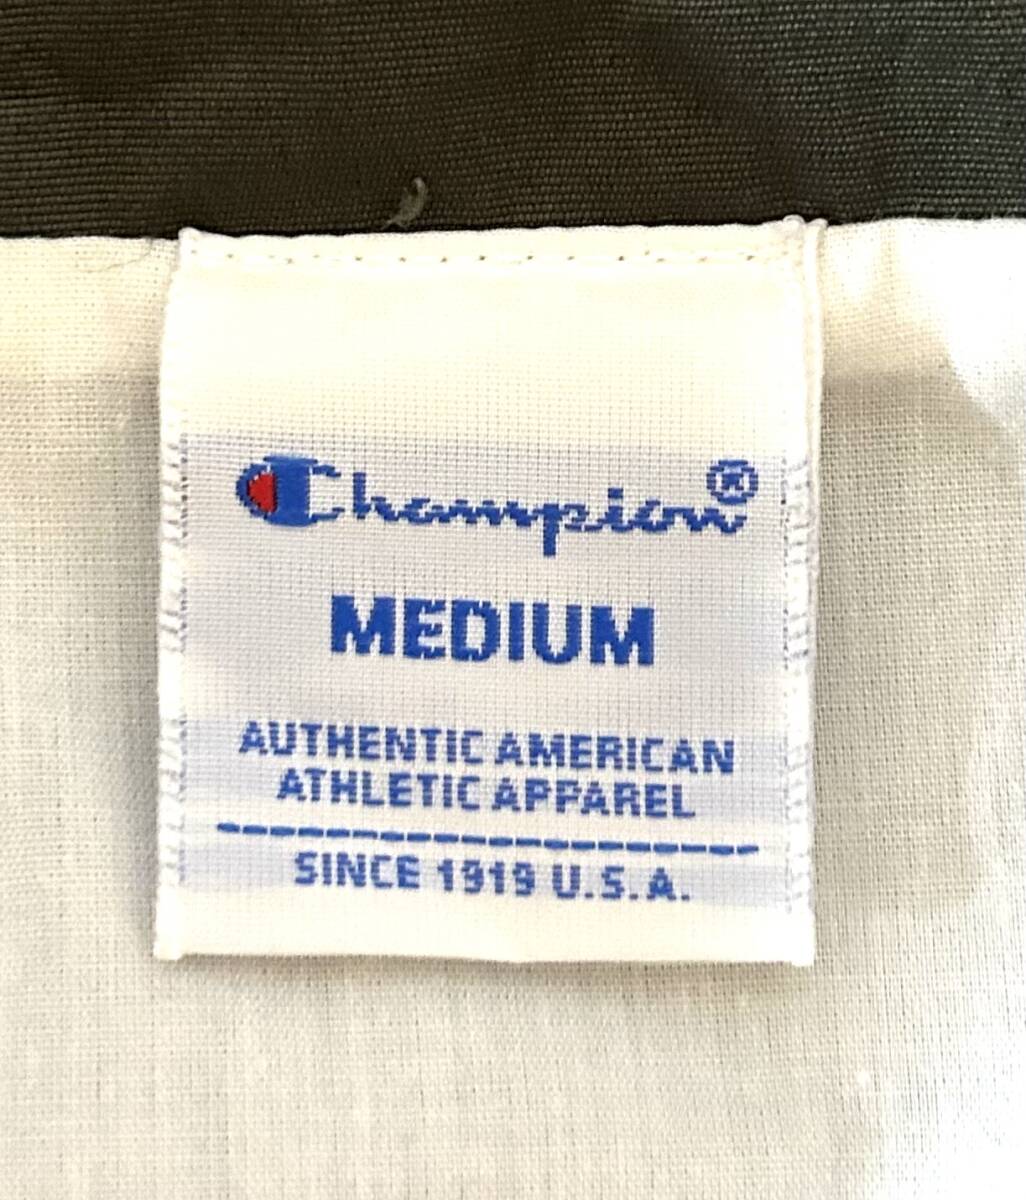 Champion®
MEDIUM
AUTHENTIC AMERICAN
ATHLETIC APPAREL
SINCE 1919 U.S.A.